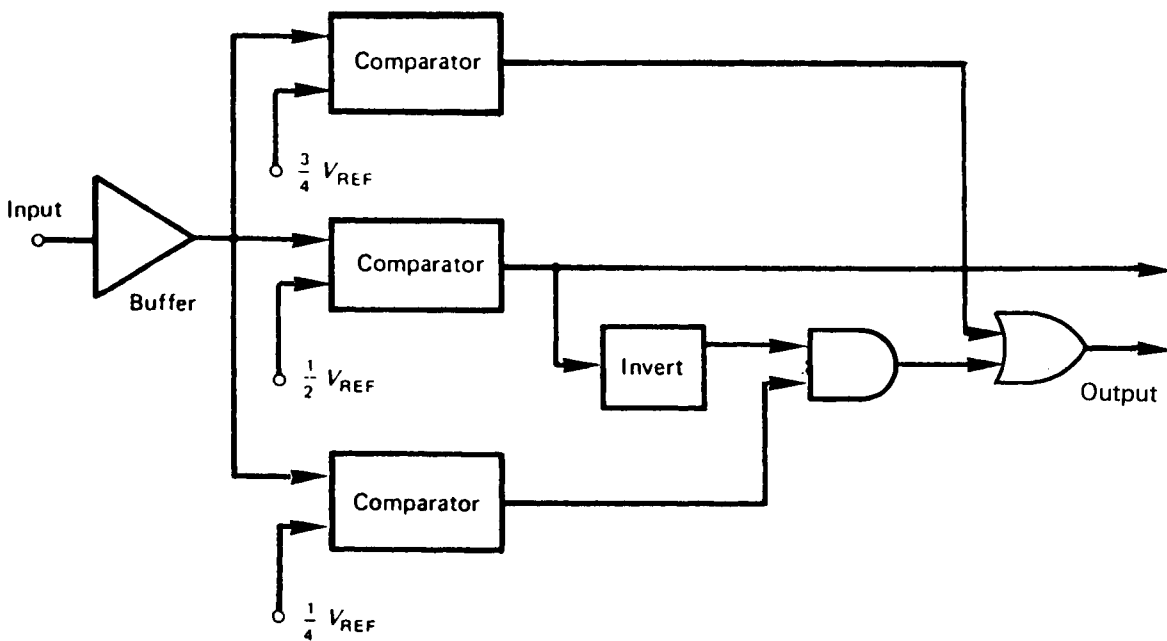 Comparator
3/4 VREF
Input
Buffer
Comparator
1/2 VREF
Invert
Output
Comparator
1/4 VREF